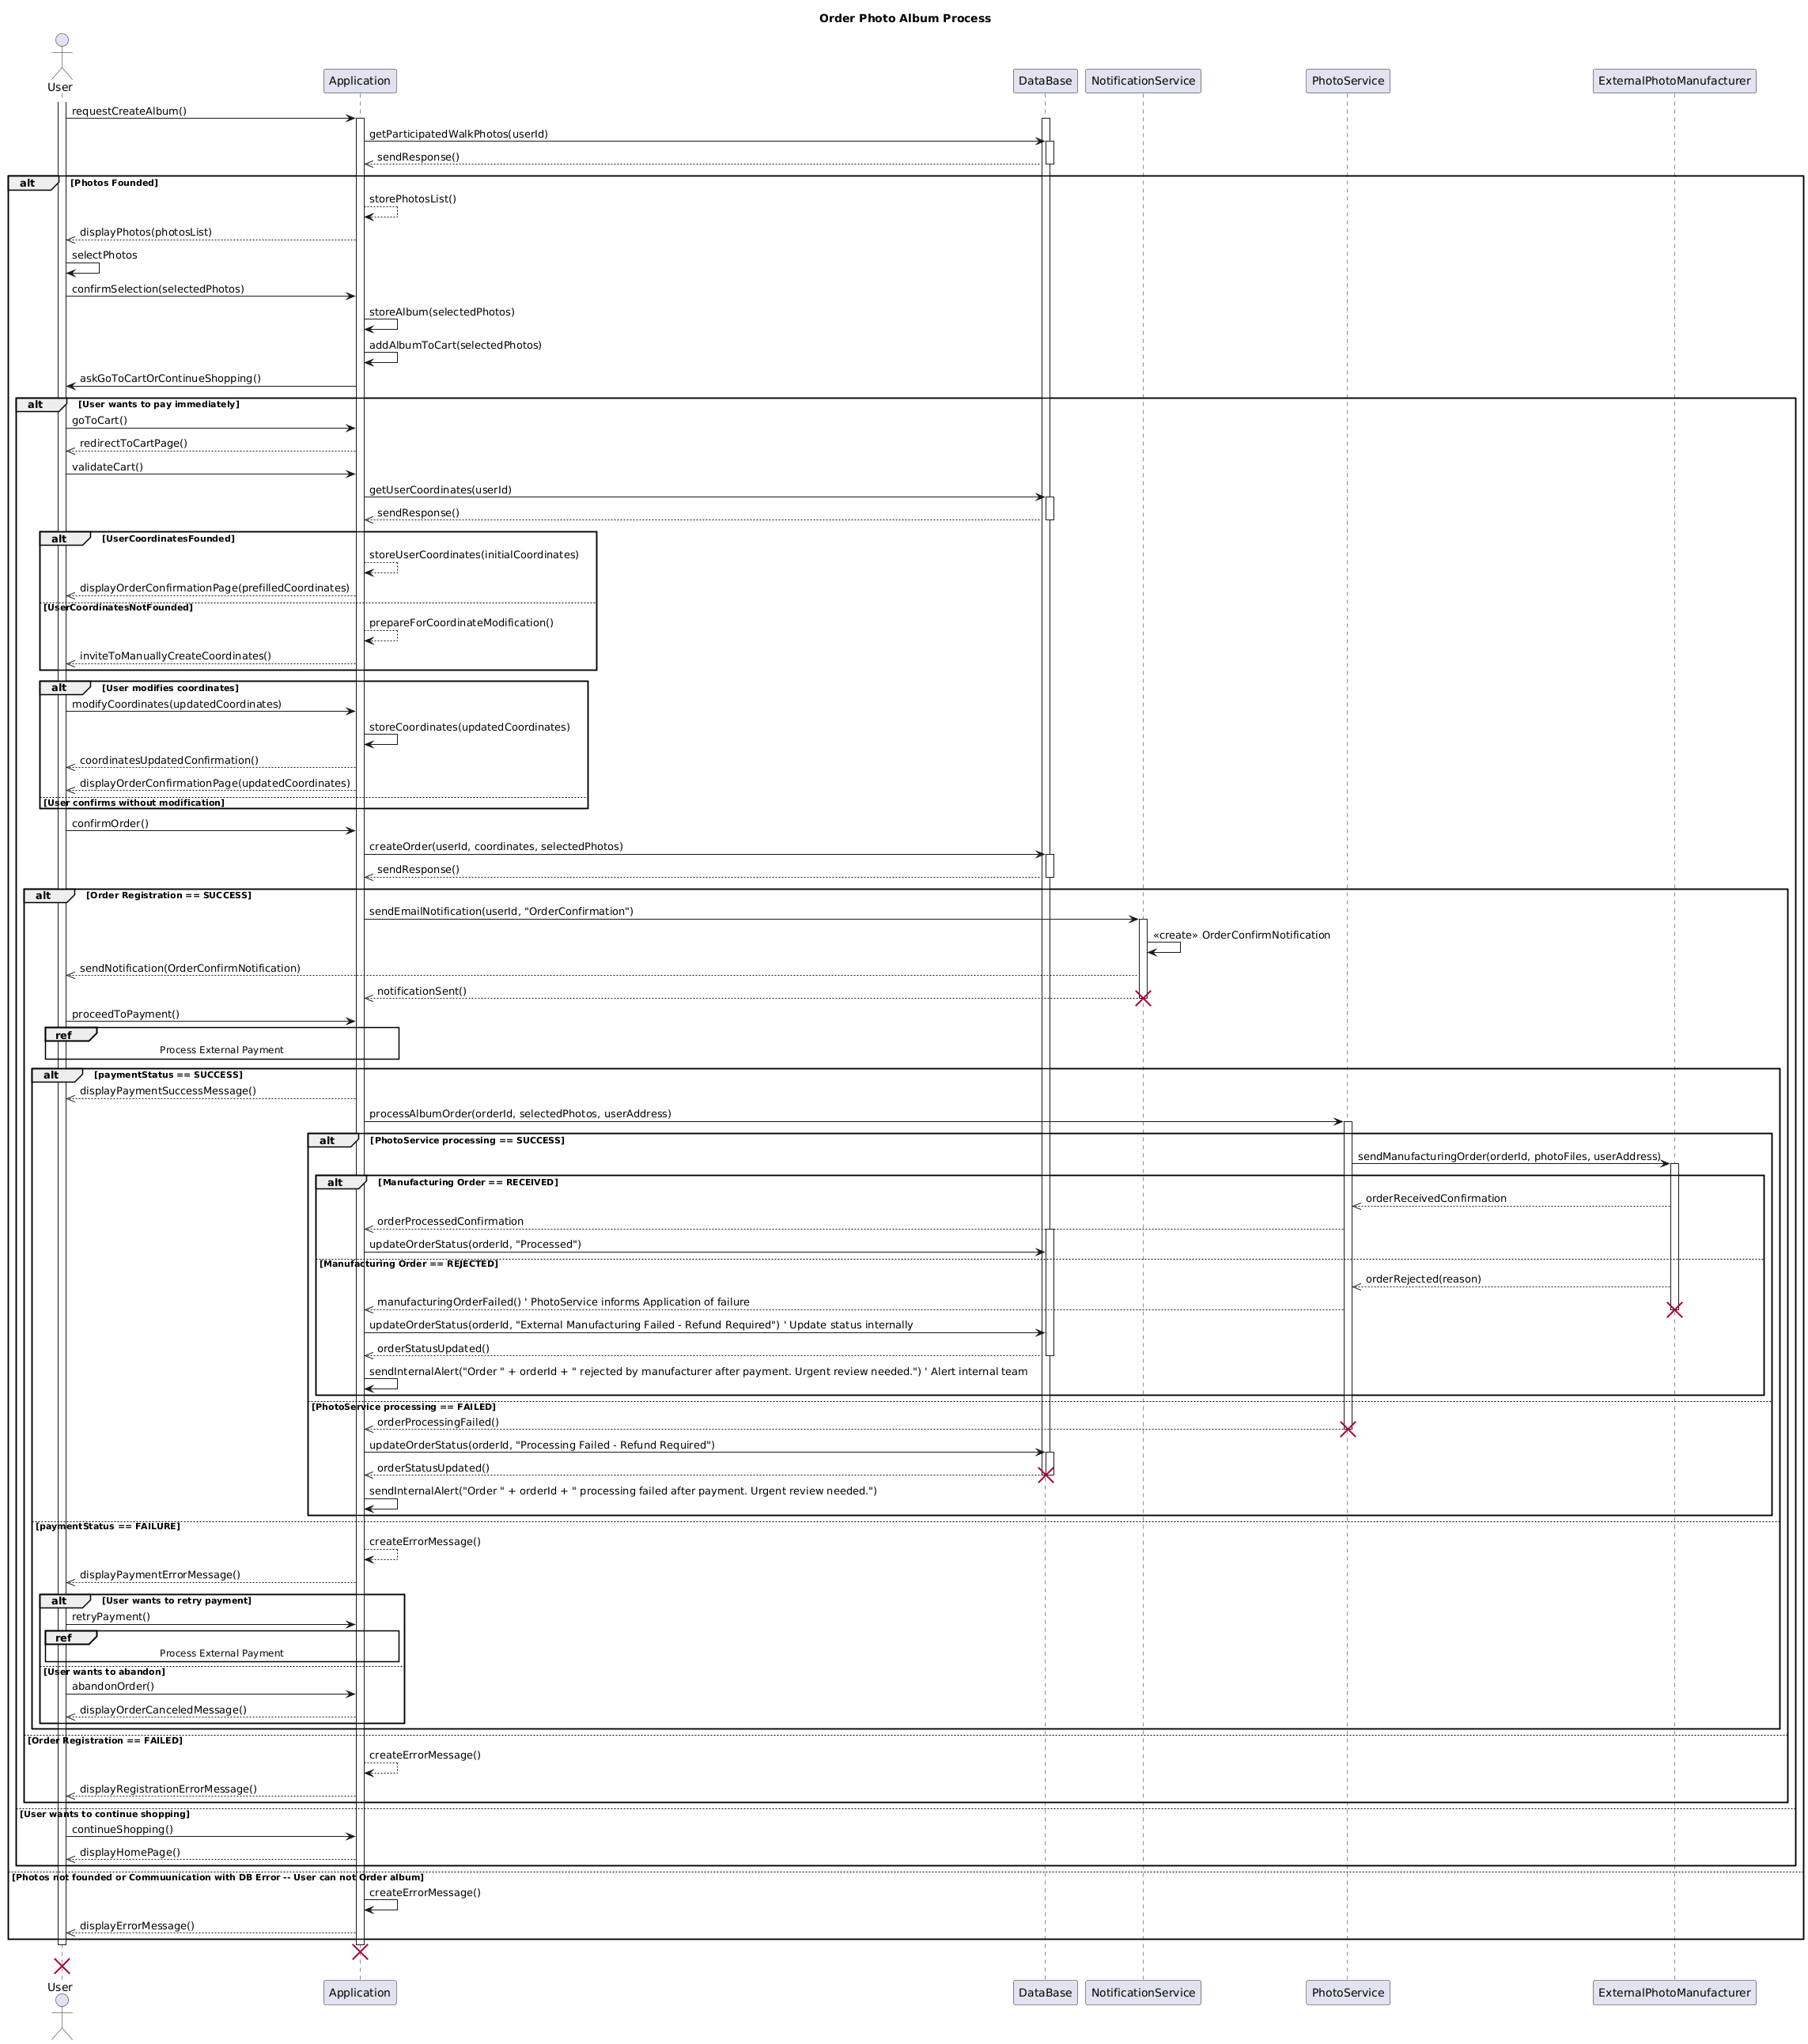 Order Photo Album Process
User
Application
DataBase
NotificationService
PhotoService
ExternalPhotoManufacturer
requestCreateAlbum()
getParticipatedWalkPhotos(userId)
sendResponse()
alt
[Photos Founded]
storePhotosList()
displayPhotos(photosList)
selectPhotos
confirmSelection(selectedPhotos)
storeAlbum(selectedPhotos)
addAlbumToCart(selectedPhotos)
askGoToCartOrContinueShopping()
alt
[User wants to pay immediately]
goToCart()
redirectToCartPage()
validateCart()
getUserCoordinates(userId)
sendResponse()
alt
[UserCoordinatesFounded]
storeUserCoordinates(initialCoordinates)
displayOrderConfirmationPage(prefilledCoordinates)
[UserCoordinatesNotFounded]
prepareForCoordinateModification()
inviteToManuallyCreateCoordinates()
alt
[User modifies coordinates]
modifyCoordinates(updatedCoordinates)
storeCoordinates(updatedCoordinates)
coordinatesUpdatedConfirmation()
displayOrderConfirmationPage(updatedCoordinates)
[User confirms without modification]
confirmOrder()
createOrder(userId, coordinates, selectedPhotos)
sendResponse()
alt
[Order Registration == SUCCESS]
sendEmailNotification(userId, "OrderConfirmation")
«create» OrderConfirmNotification
sendNotification(OrderConfirmNotification)
notificationSent()
proceedToPayment()
ref
Process External Payment
alt
[paymentStatus == SUCCESS]
displayPaymentSuccessMessage()
processAlbumOrder(orderId, selectedPhotos, userAddress)
alt
[PhotoService processing == SUCCESS]
sendManufacturingOrder(orderId, photoFiles, userAddress)
alt
[Manufacturing Order == RECEIVED]
orderReceivedConfirmation
orderProcessedConfirmation
updateOrderStatus(orderId, "Processed")
[Manufacturing Order == REJECTED]
orderRejected(reason)
manufacturingOrderFailed() ' PhotoService informs Application of failure
updateOrderStatus(orderId, "External Manufacturing Failed - Refund Required") ' Update status internally
orderStatusUpdated()
sendInternalAlert("Order " + orderId + " rejected by manufacturer after payment. Urgent review needed.") ' Alert internal team
[PhotoService processing == FAILED]
orderProcessingFailed()
updateOrderStatus(orderId, "Processing Failed - Refund Required")
orderStatusUpdated()
sendInternalAlert("Order " + orderId + " processing failed after payment. Urgent review needed.")
[paymentStatus == FAILURE]
createErrorMessage()
displayPaymentErrorMessage()
alt
[User wants to retry payment]
retryPayment()
ref
Process External Payment
[User wants to abandon]
abandonOrder()
displayOrderCanceledMessage()
[Order Registration == FAILED]
createErrorMessage()
displayRegistrationErrorMessage()
[User wants to continue shopping]
continueShopping()
displayHomePage()
[Photos not founded or Commuunication with DB Error -- User can not Order album]
createErrorMessage()
displayErrorMessage()
User
Application
DataBase
NotificationService
PhotoService
ExternalPhotoManufacturer